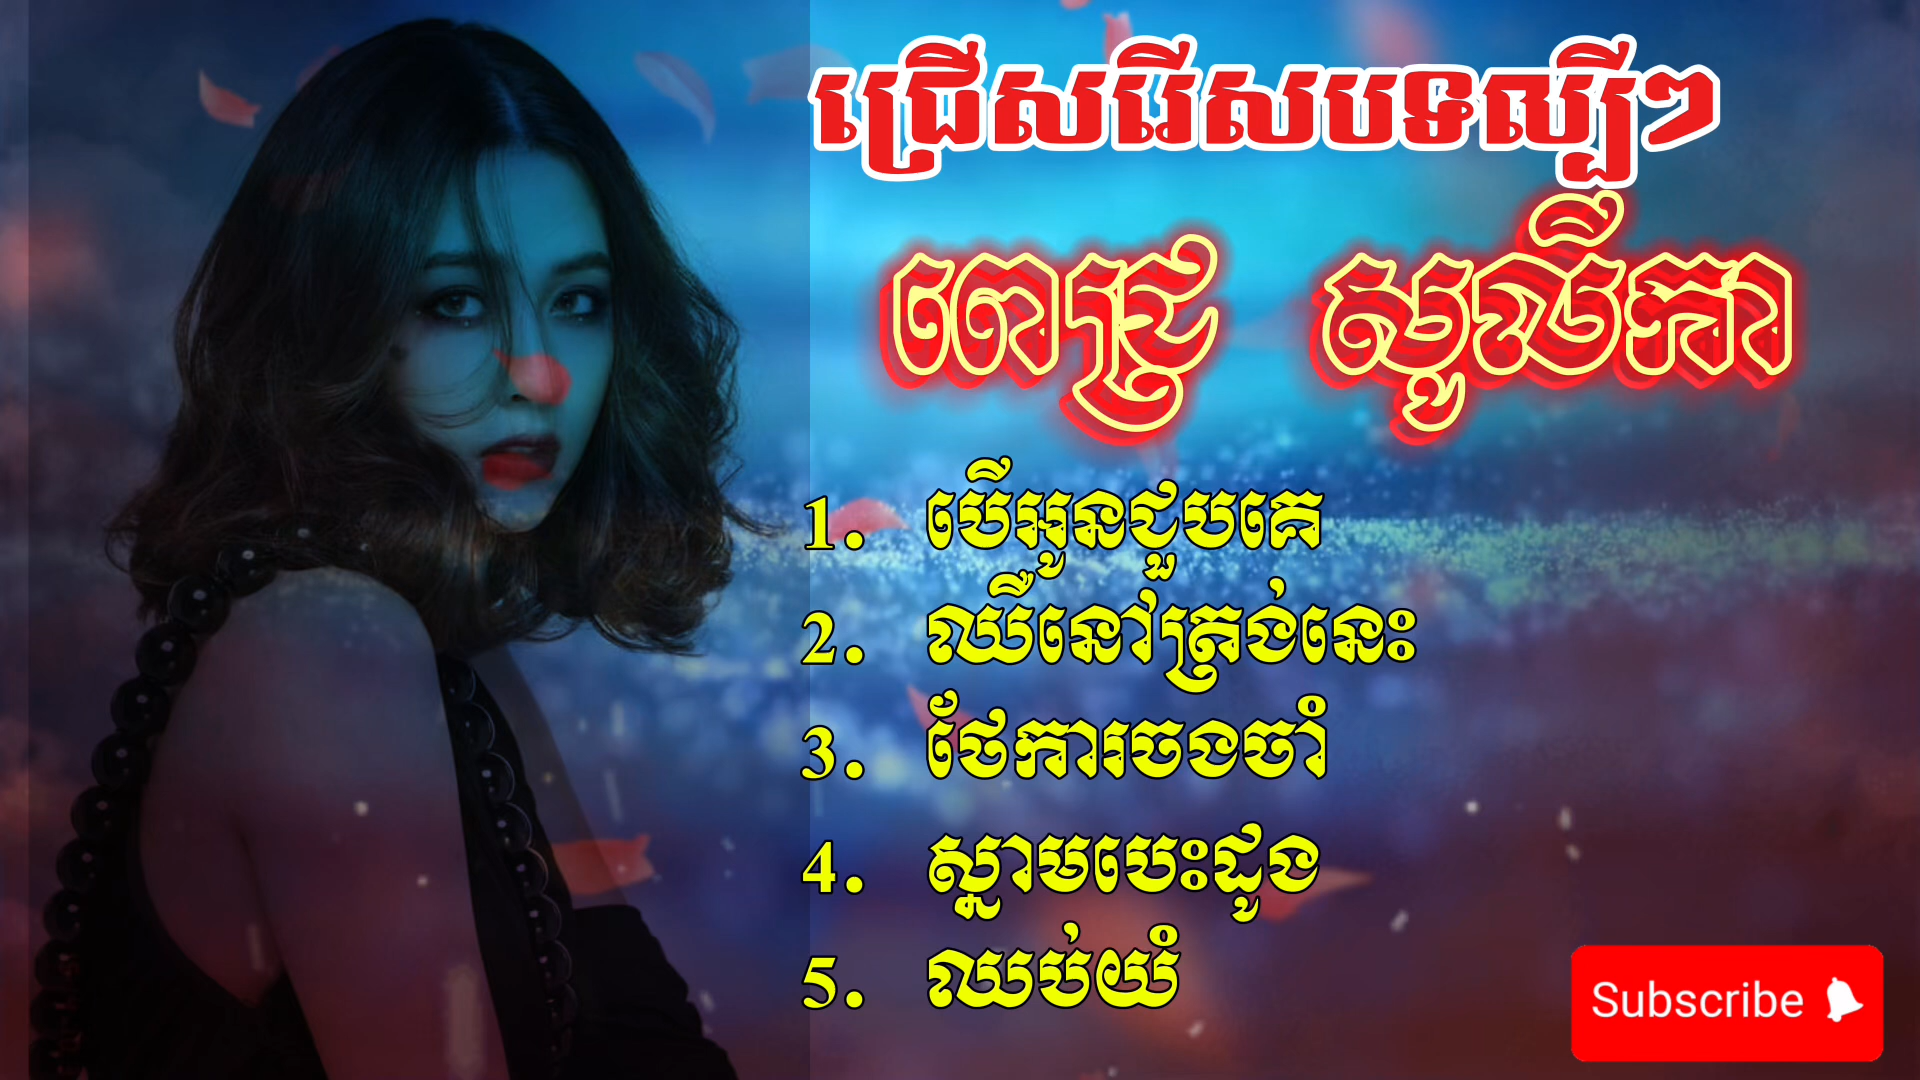 ជ្រើសរើសបទល្បីៗ
ពេជ្រ សូលីកា
1. បើអូនជួបគេ
2. ឈឺនៅត្រង់នេះ
3. ថែការចងចាំ
4. ស្នាមបេះដូង
5. ឈប់យំ
Subscribe